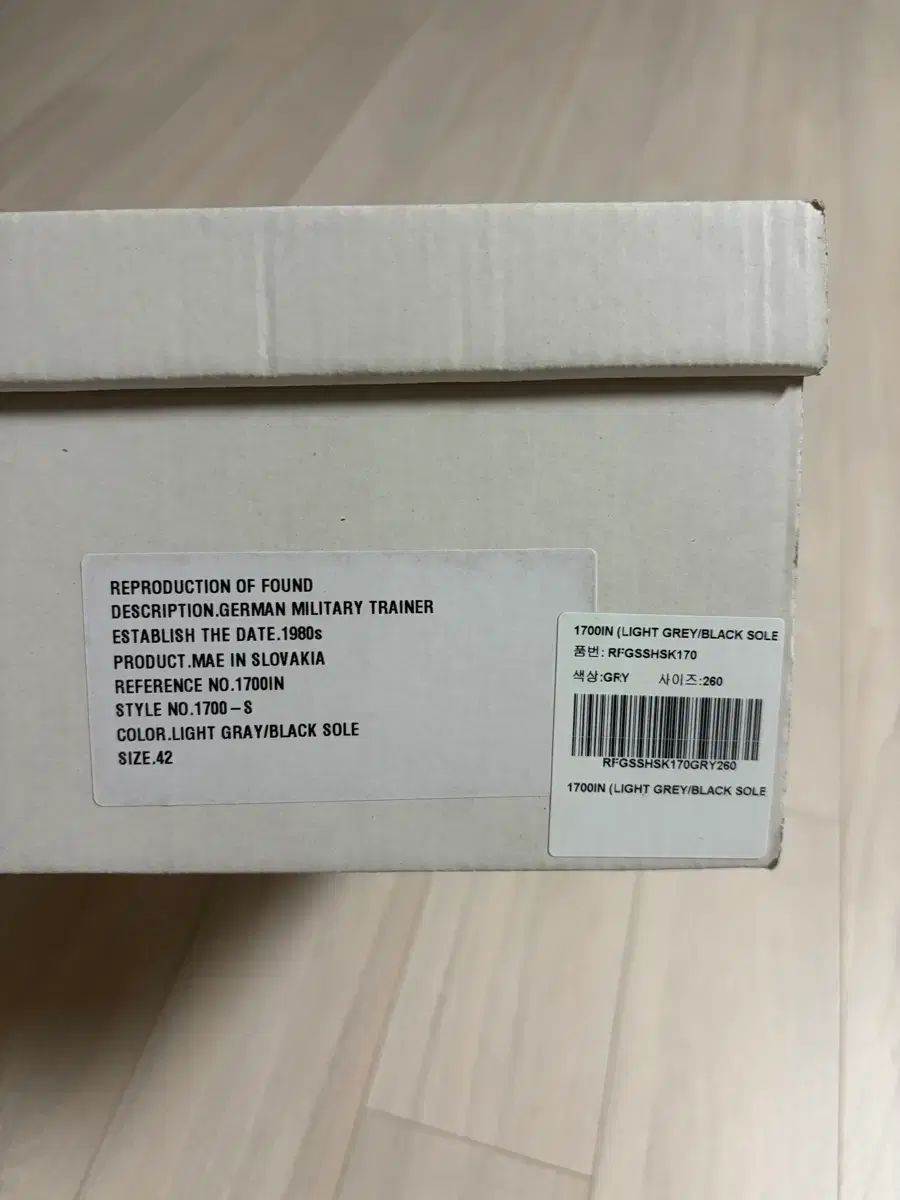 REPRODUCTION OF FOUND
DESCRIPTION.GERMAN MILITARY TRAINER
ESTABLISH THE DATE.1980s
PRODUCT.MAE IN SLOVAKIA
REFERENCE NO.1700IN
STYLE NO.1700-S
COLOR.LIGHT GRAY/BLACK SOLE
SIZE.42
1700IN (LIGHT GREY/BLACK SOLE
품번: RFGSSHSK170
색상:GRY 사이즈:260
RFGSSHSK170GRY260
1700IN (LIGHT GREY/BLACK SOLE